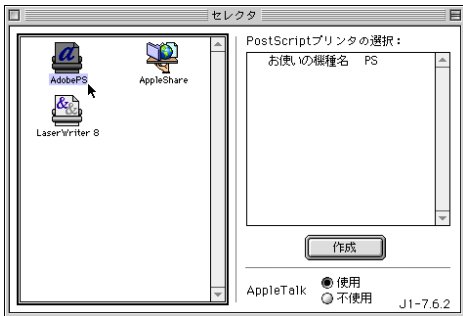 セレクタ
AdobePS
AppleShare
LaserWriter 8
PostScriptプリンタの選択：
お使いの機種名　PS
作成
AppleTalk
使用
不使用
J1-7.6.2